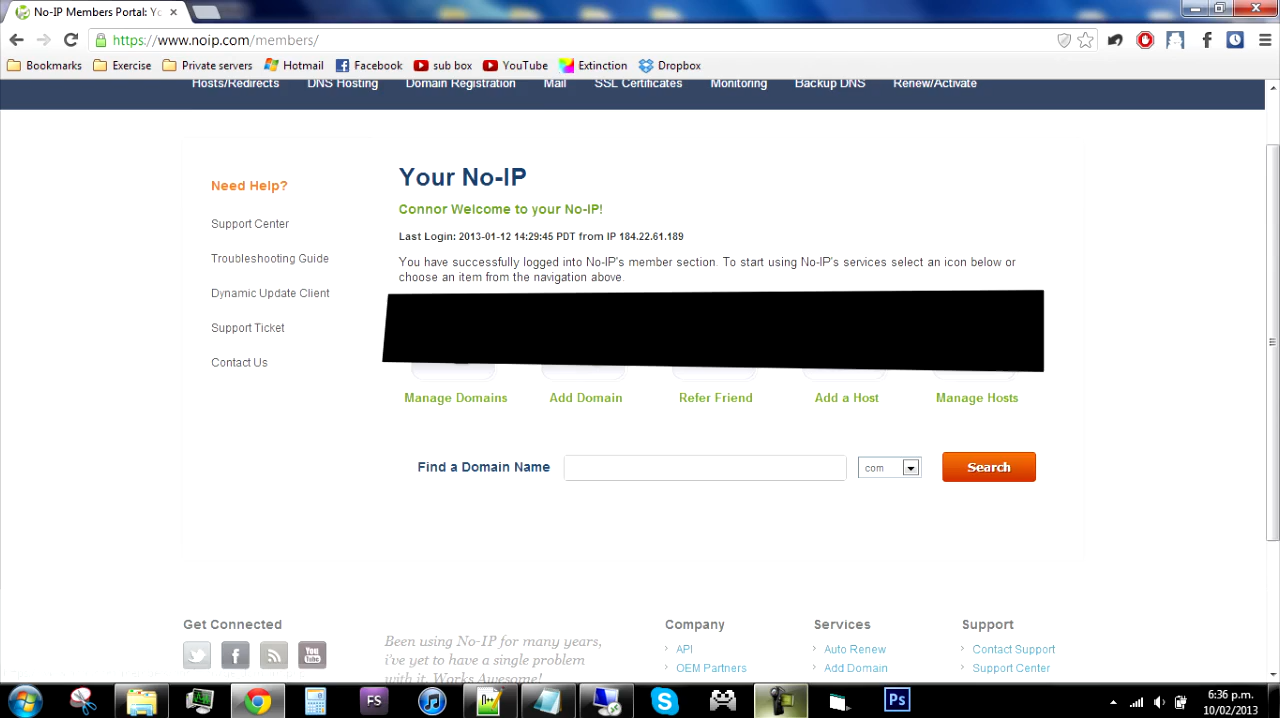 No-IP Members Portal: Yo
https://www.noip.com/members/
Bookmarks Exercise Private servers Hotmail Facebook sub box YouTube Extinction Dropbox
Hosts/Redirects DNS Hosting Domain Registration Mail SSL Certificates Monitoring Backup DNS Renew/Activate
Need Help?
Support Center
Troubleshooting Guide
Dynamic Update Client
Support Ticket
Contact Us
Your No-IP
Connor Welcome to your No-IP!
Last Login: 2013-01-12 14:29:45 PDT from IP 184.22.61.189
You have successfully logged into No-IP's member section. To start using No-IP's services select an icon below or
choose an item from the navigation above.
Manage Domains Add Domain Refer Friend Add a Host Manage Hosts
Find a Domain Name com Search
Get Connected
You Tube
Been using No-IP for many years,
i've yet to have a single problem
with it. Works Awesome!
Company
API
OEM Partners
Services
Auto Renew
Add Domain
Support
Contact Support
Support Center
FS
Ps
6:36 p.m.
10/02/2013